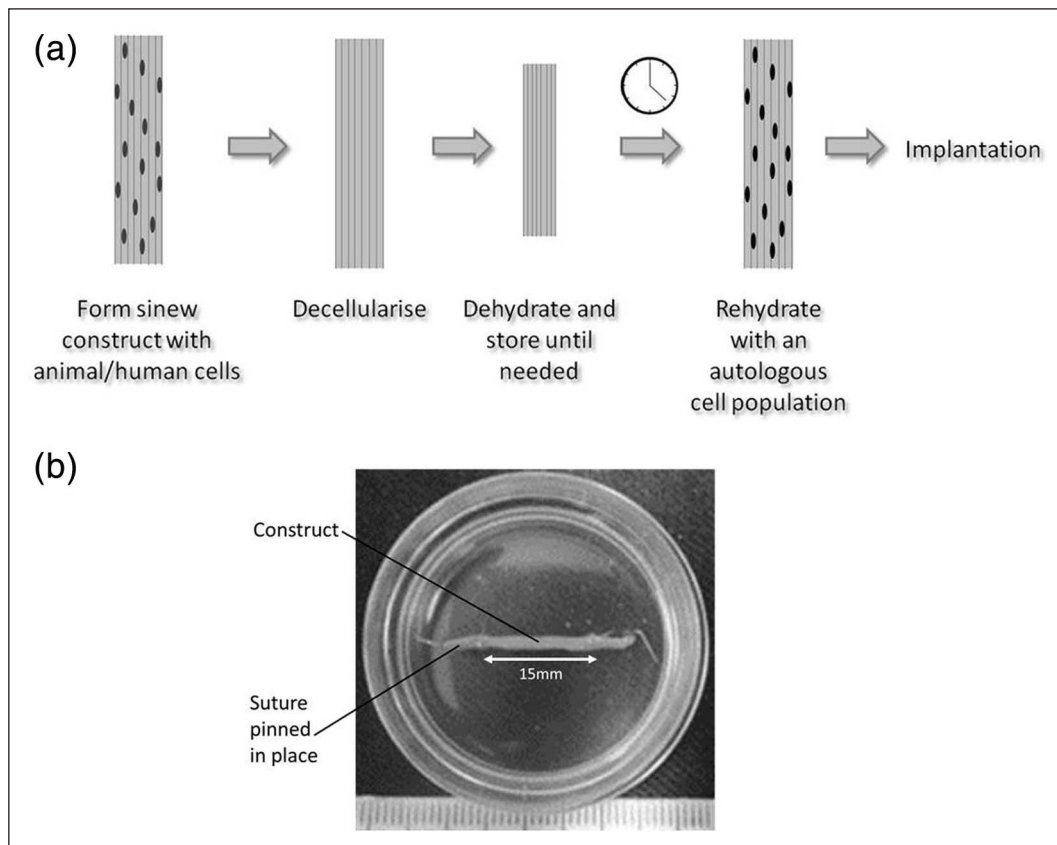 (a)
Form sinew
construct with
animal/human cells
Decellularise
Dehydrate and
store until
needed
Rehydrate
with an
autologous
cell population
Implantation
(b)
Construct
15mm
Suture
pinned
in place